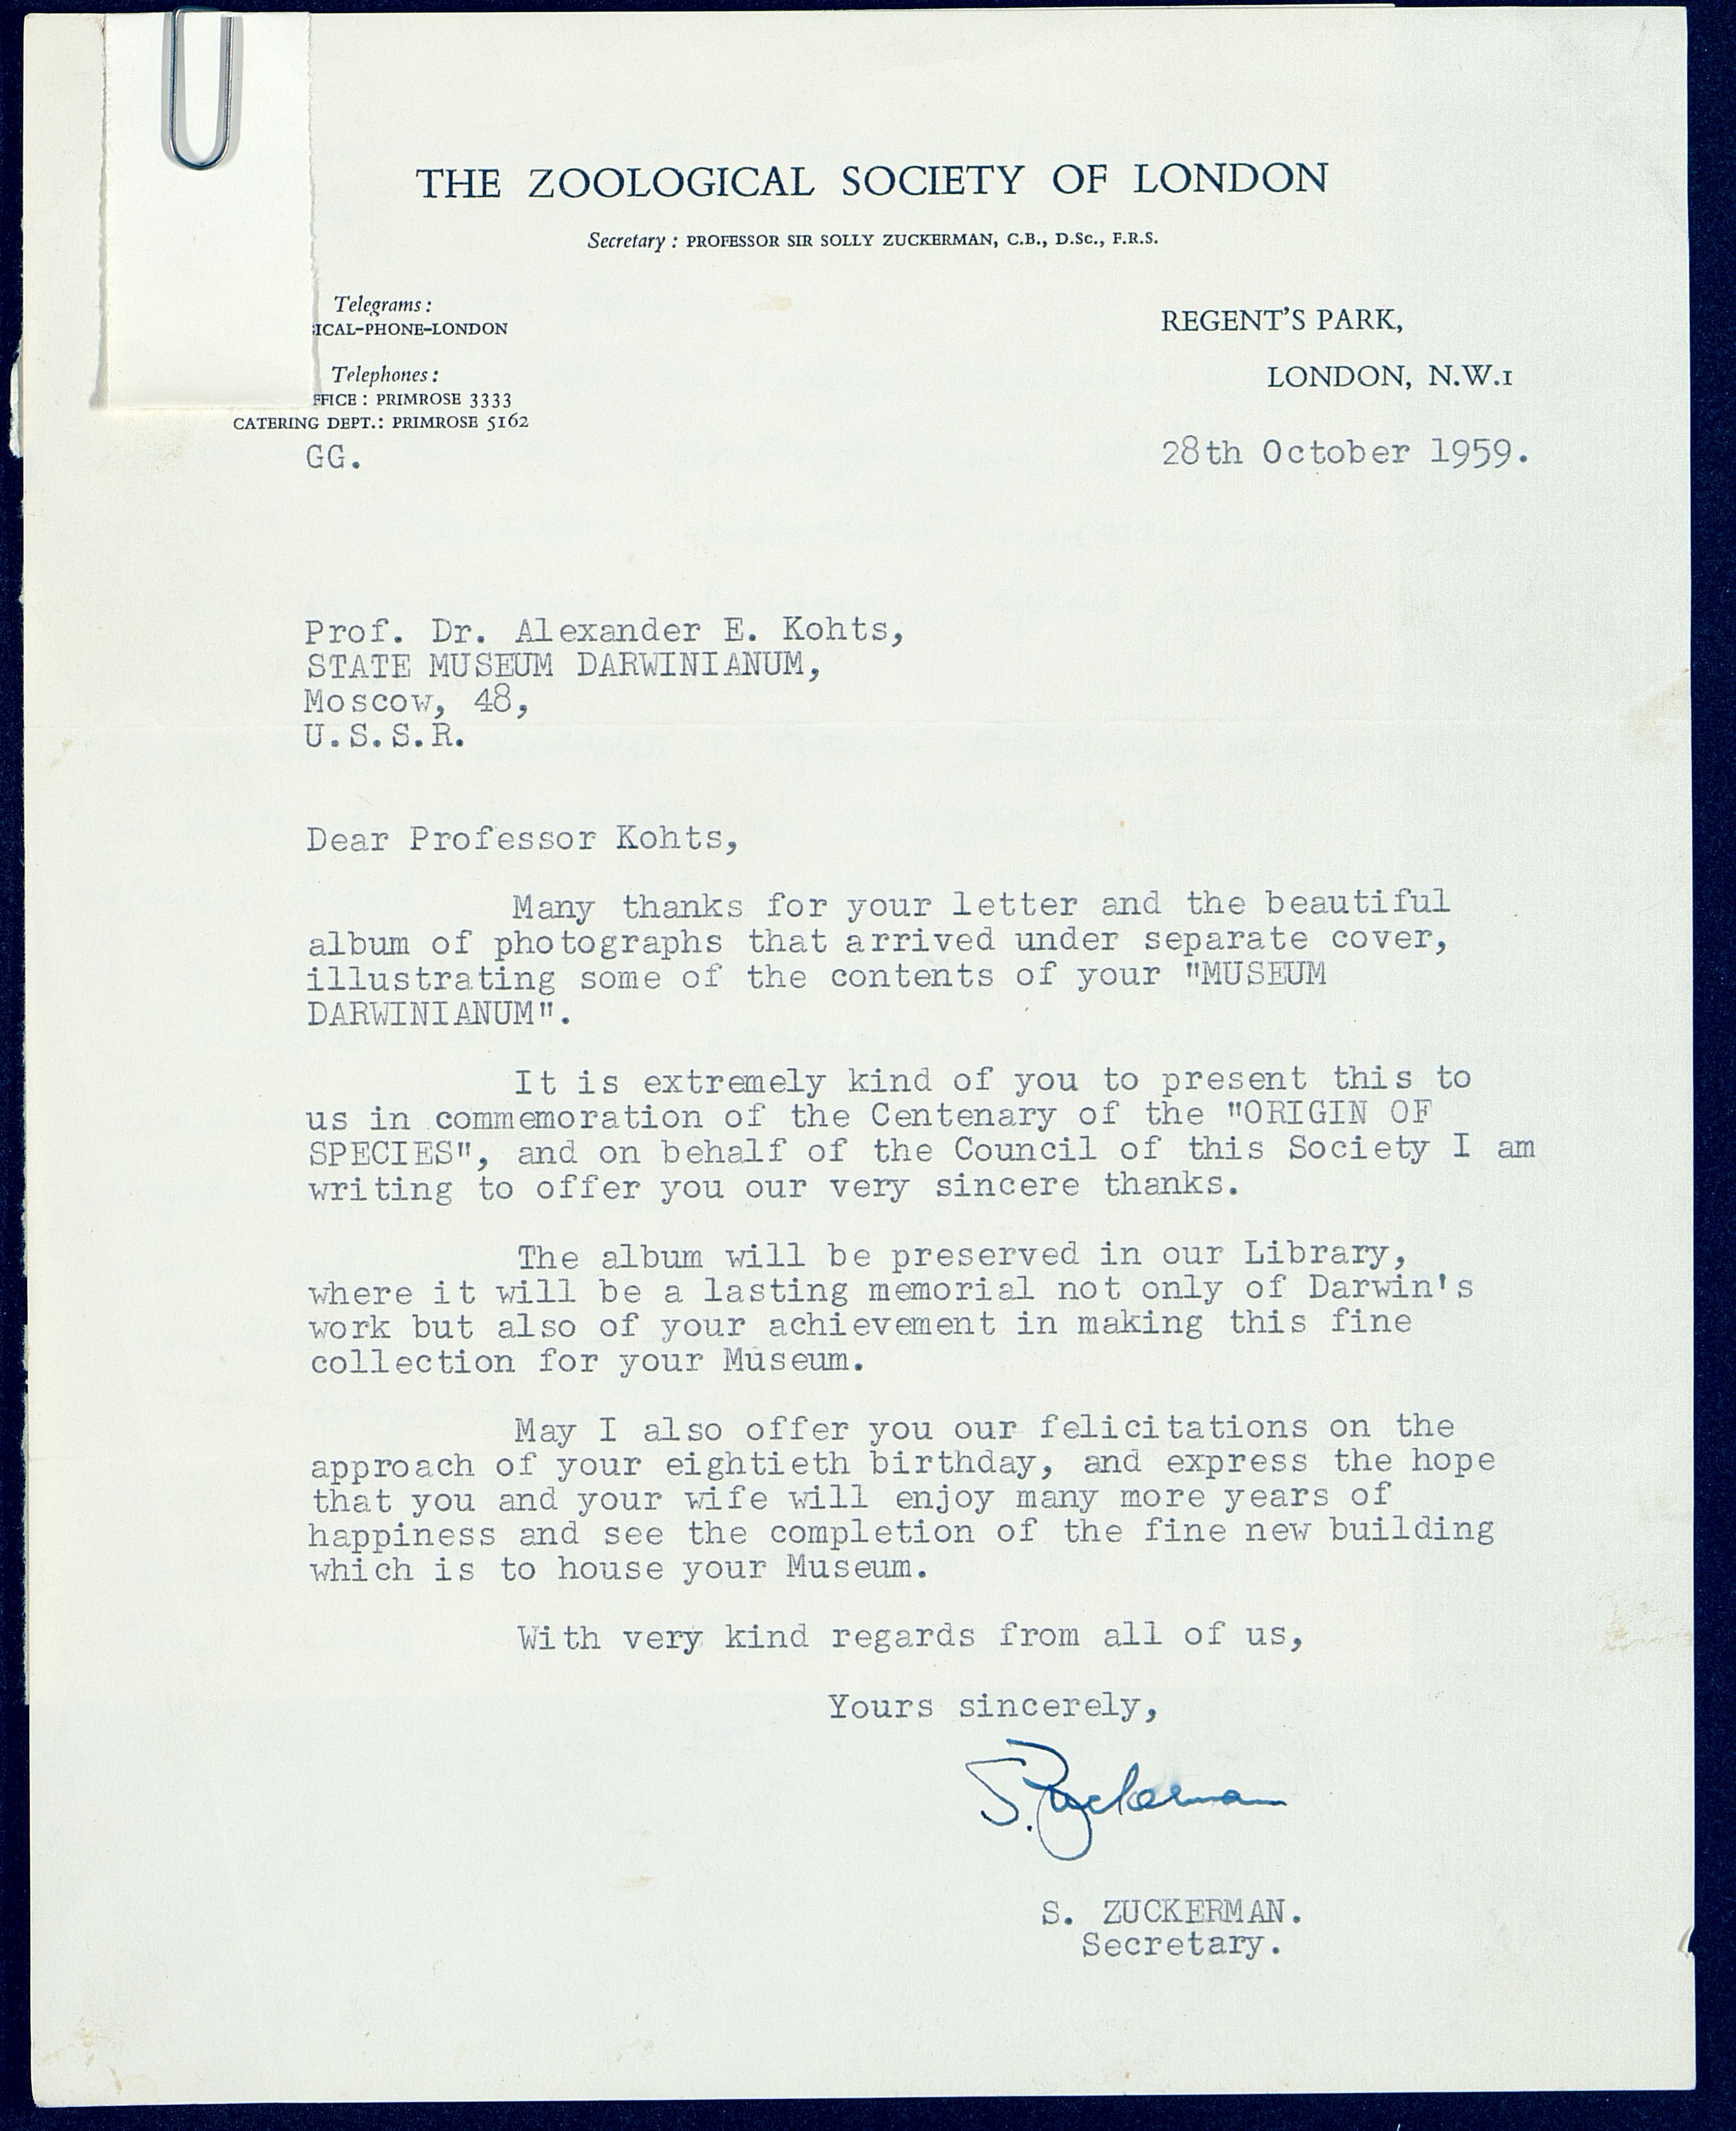 THE ZOOLOGICAL SOCIETY OF LONDON
Secretary : PROFESSOR SIR SOLLY ZUCKERMAN, C.B., D.Sc., F.R.S.
Telegrams :
ICAL-PHONE-LONDON
Telephones :
FFICE : PRIMROSE 3333
CATERING DEPT.: PRIMROSE 5162
GG.
REGENT'S PARK,
LONDON, N.W.1
28th October 1959.
Prof. Dr. Alexander E. Kohts,
STATE MUSEUM DARWINIANUM,
Moscow, 48,
U.S.S.R.
Dear Professor Kohts,
Many thanks for your letter and the beautiful
album of photographs that arrived under separate cover,
illustrating some of the contents of your "MUSEUM
DARWINIANUM".
It is extremely kind of you to present this to
us in commemoration of the Centenary of the "ORIGIN OF
SPECIES", and on behalf of the Council of this Society I am
writing to offer you our very sincere thanks.
The album will be preserved in our Library,
where it will be a lasting memorial not only of Darwin's
work but also of your achievement in making this fine
collection for your Museum.
May I also offer you our felicitations on the
approach of your eightieth birthday, and express the hope
that you and your wife will enjoy many more years of
happiness and see the completion of the fine new building
which is to house your Museum.
With very kind regards from all of us,
Yours sincerely,
S. Zuckerman
S. ZUCKERMAN.
Secretary.